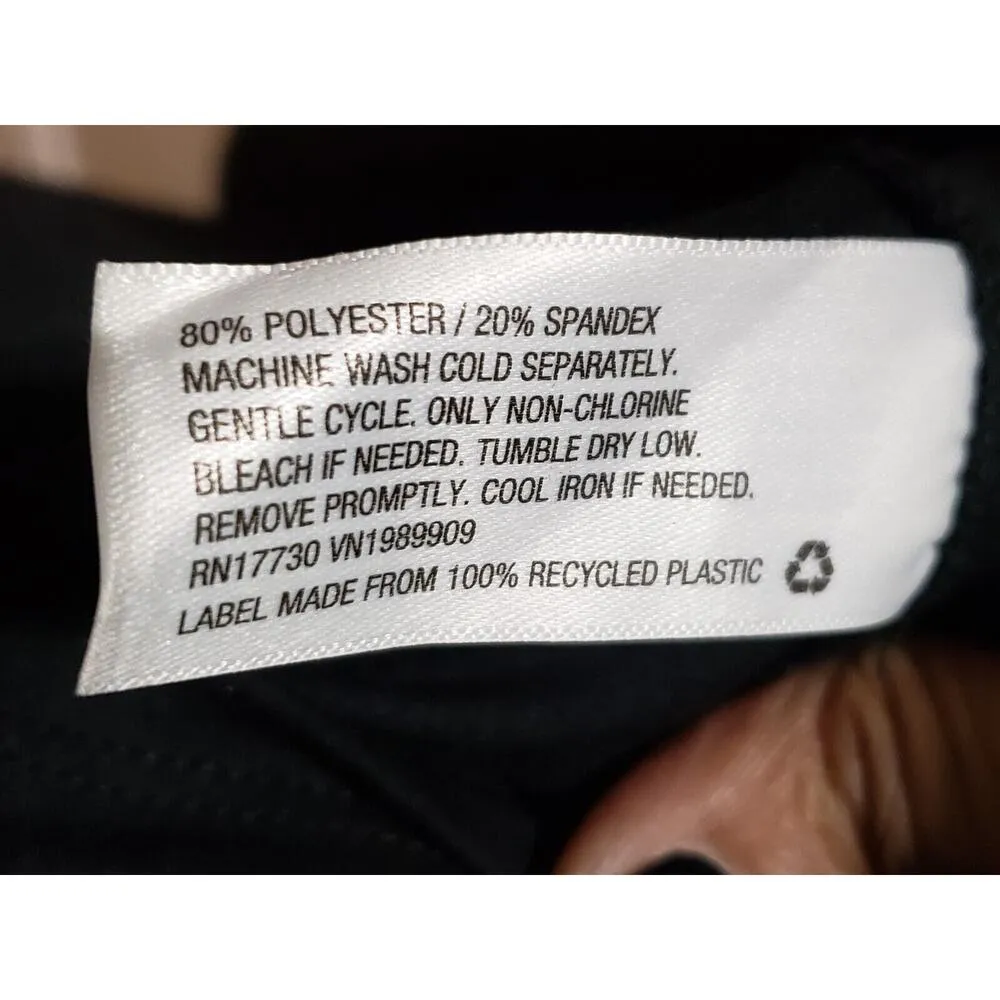 80% POLYESTER / 20% SPANDEX
MACHINE WASH COLD SEPARATELY.
GENTLE CYCLE. ONLY NON-CHLORINE
BLEACH IF NEEDED. TUMBLE DRY LOW.
REMOVE PROMPTLY. COOL IRON IF NEEDED.
RN17730 VN1989909
LABEL MADE FROM 100% RECYCLED PLASTIC